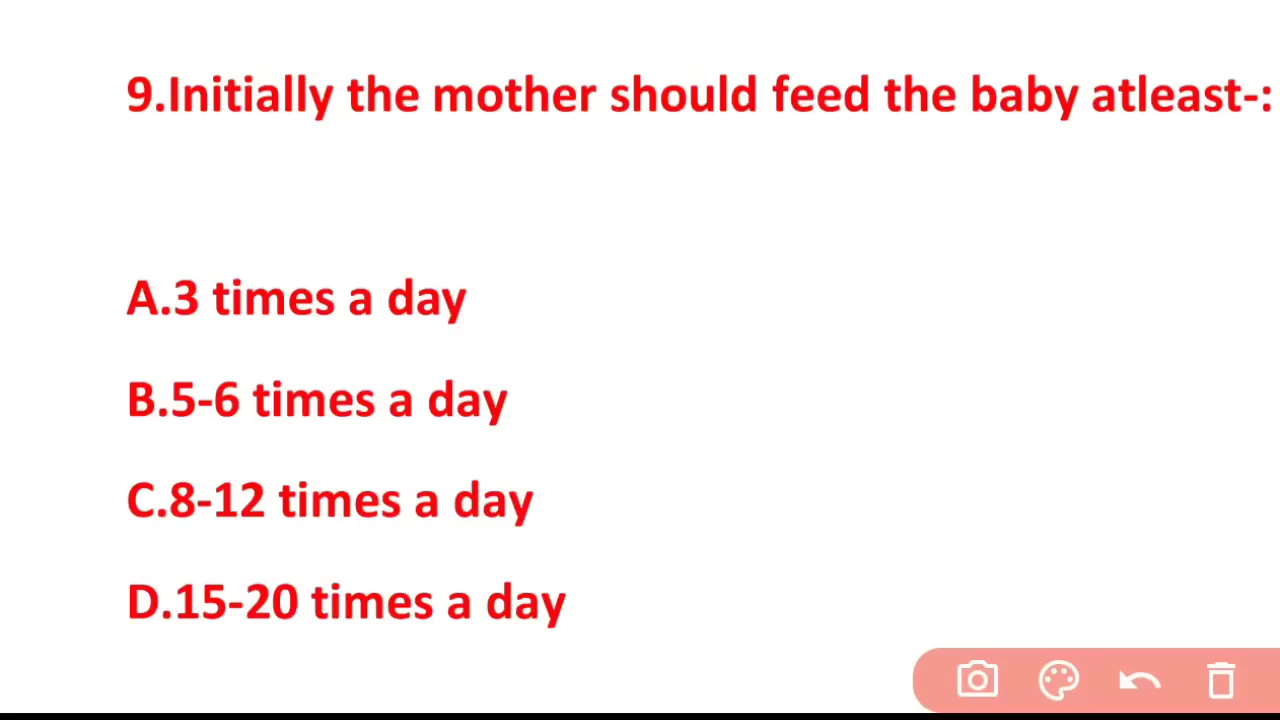 9.Initially the mother should feed the baby atleast-:
A.3 times a day
B.5-6 times a day
C.8-12 times a day
D.15-20 times a day